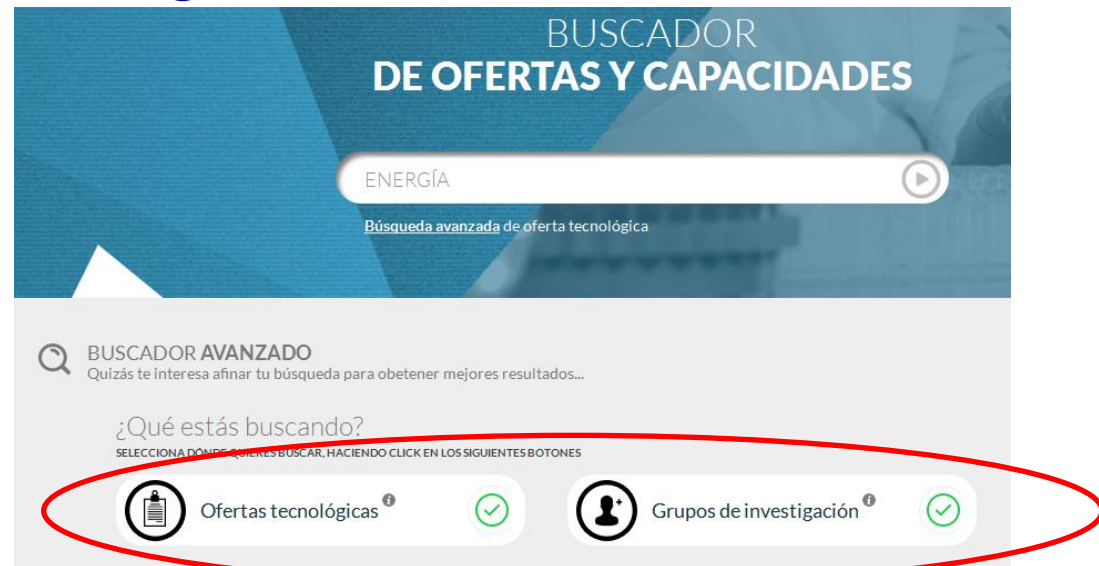 BUSCADOR
DE OFERTAS Y CAPACIDADES
ENERGÍA
Búsqueda avanzada de oferta tecnológica
BUSCADOR AVANZADO
Quizás te interesa afinar tu búsqueda para obetener mejores resultados...
¿Qué estás buscando?
SELECCIONA DÓNDE QUIERES BUSCAR, HACIENDO CLICK EN LOS SIGUIENTES BOTONES
Ofertas tecnológicas
Grupos de investigación